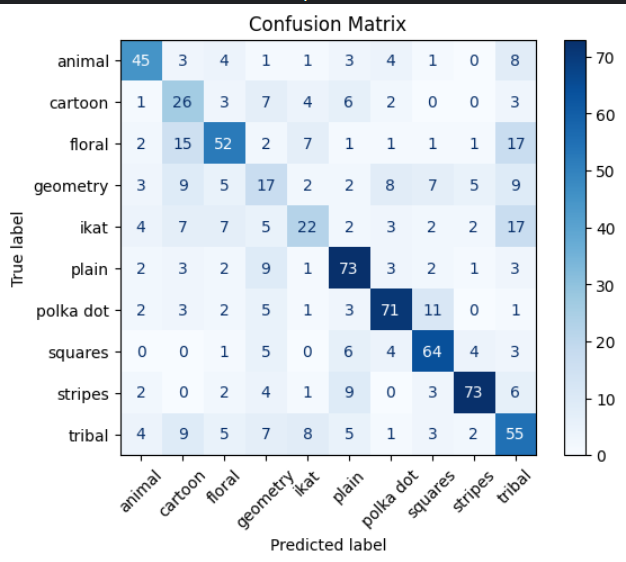 Confusion Matrix
animal 45 3 4 1 1 3 4 1 0 8
cartoon 1 26 3 7 4 6 2 0 0 3
floral 2 15 52 2 7 1 1 1 1 17
geometry 3 9 5 17 2 2 8 7 5 9
ikat 4 7 7 5 22 2 3 2 2 17
plain 2 3 2 9 1 73 3 2 1 3
polka dot 2 3 2 5 1 3 71 11 0 1
squares 0 0 1 5 0 6 4 64 4 3
stripes 2 0 2 4 1 9 0 3 73 6
tribal 4 9 5 7 8 5 1 3 2 55
True label
animal cartoon floral geometry ikat plain polka dot squares stripes tribal
Predicted label
70
60
50
40
30
20
10
0